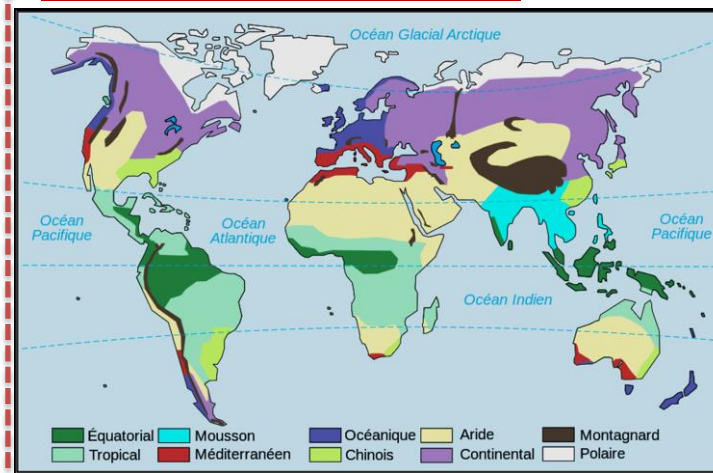 Océan Glacial Arctique
Océan
Pacifique
Océan
Atlantique
Océan
Pacifique
Océan Indien
Équatorial
Mousson
Océanique
Aride
Montagnard
Tropical
Méditerranéen
Chinois
Continental
Polaire